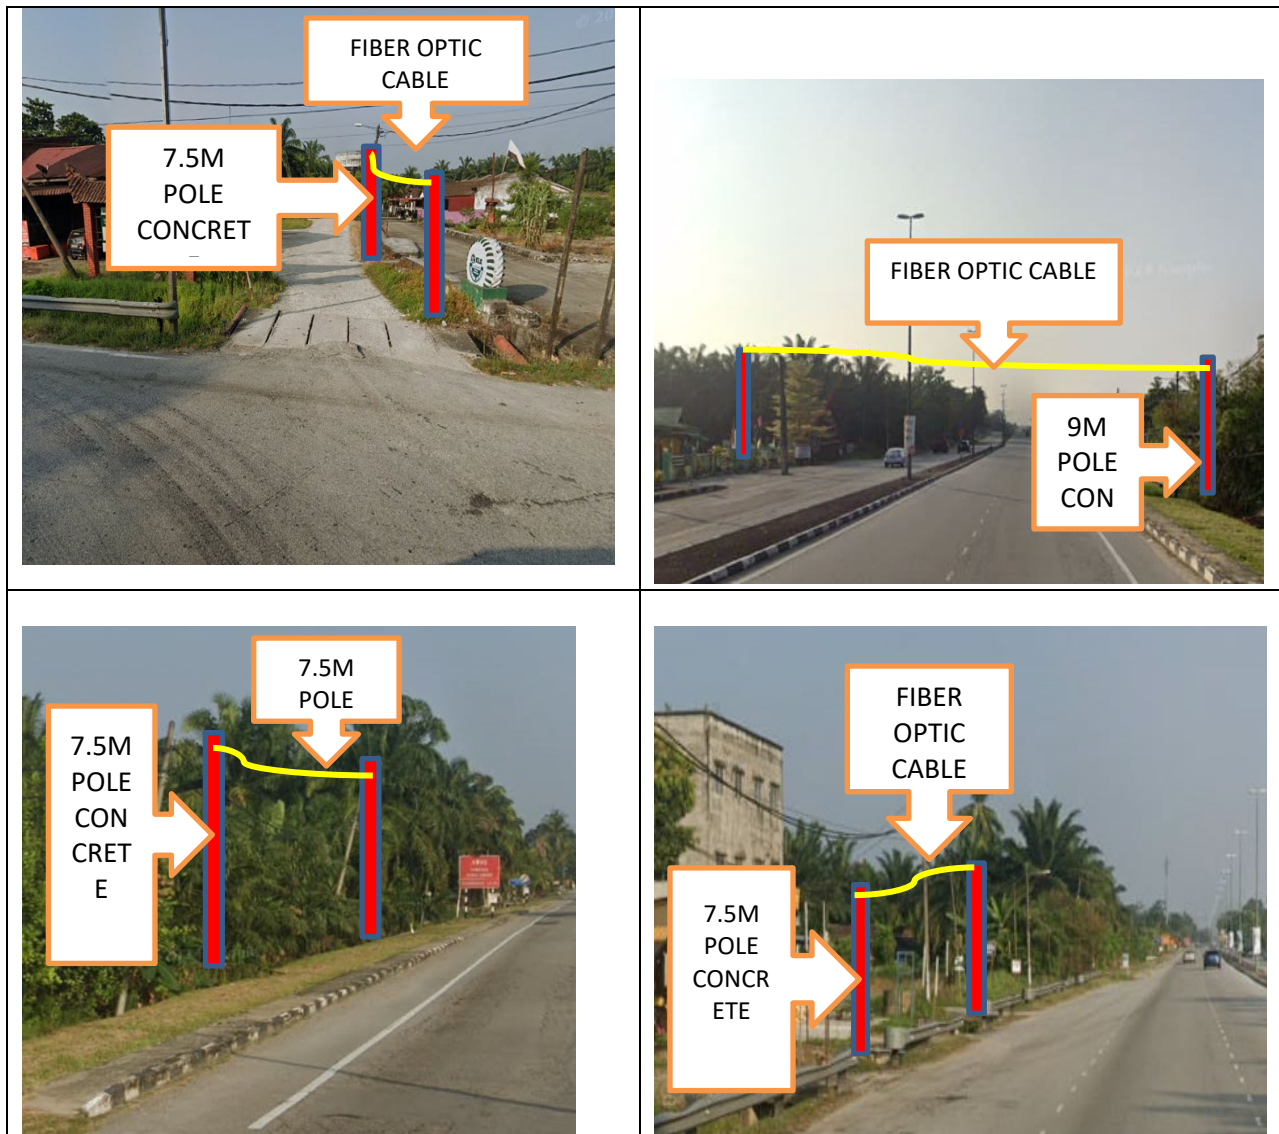 FIBER OPTIC
CABLE
7.5M
POLE
CONCRET
FIBER OPTIC CABLE
9M
POLE
CON
7.5M
POLE
7.5M
POLE
CON
CRET
E
FIBER
OPTIC
CABLE
7.5M
POLE
CONCR
ETE